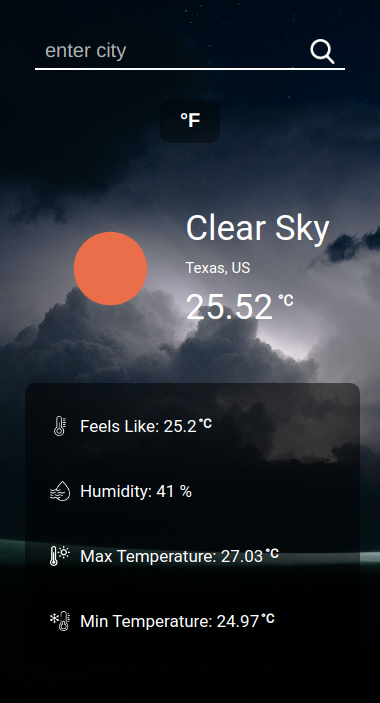 enter city
°F
Clear Sky
Texas, US
25.52 °C
Feels Like: 25.2 °C
Humidity: 41 %
Max Temperature: 27.03 °C
Min Temperature: 24.97 °C